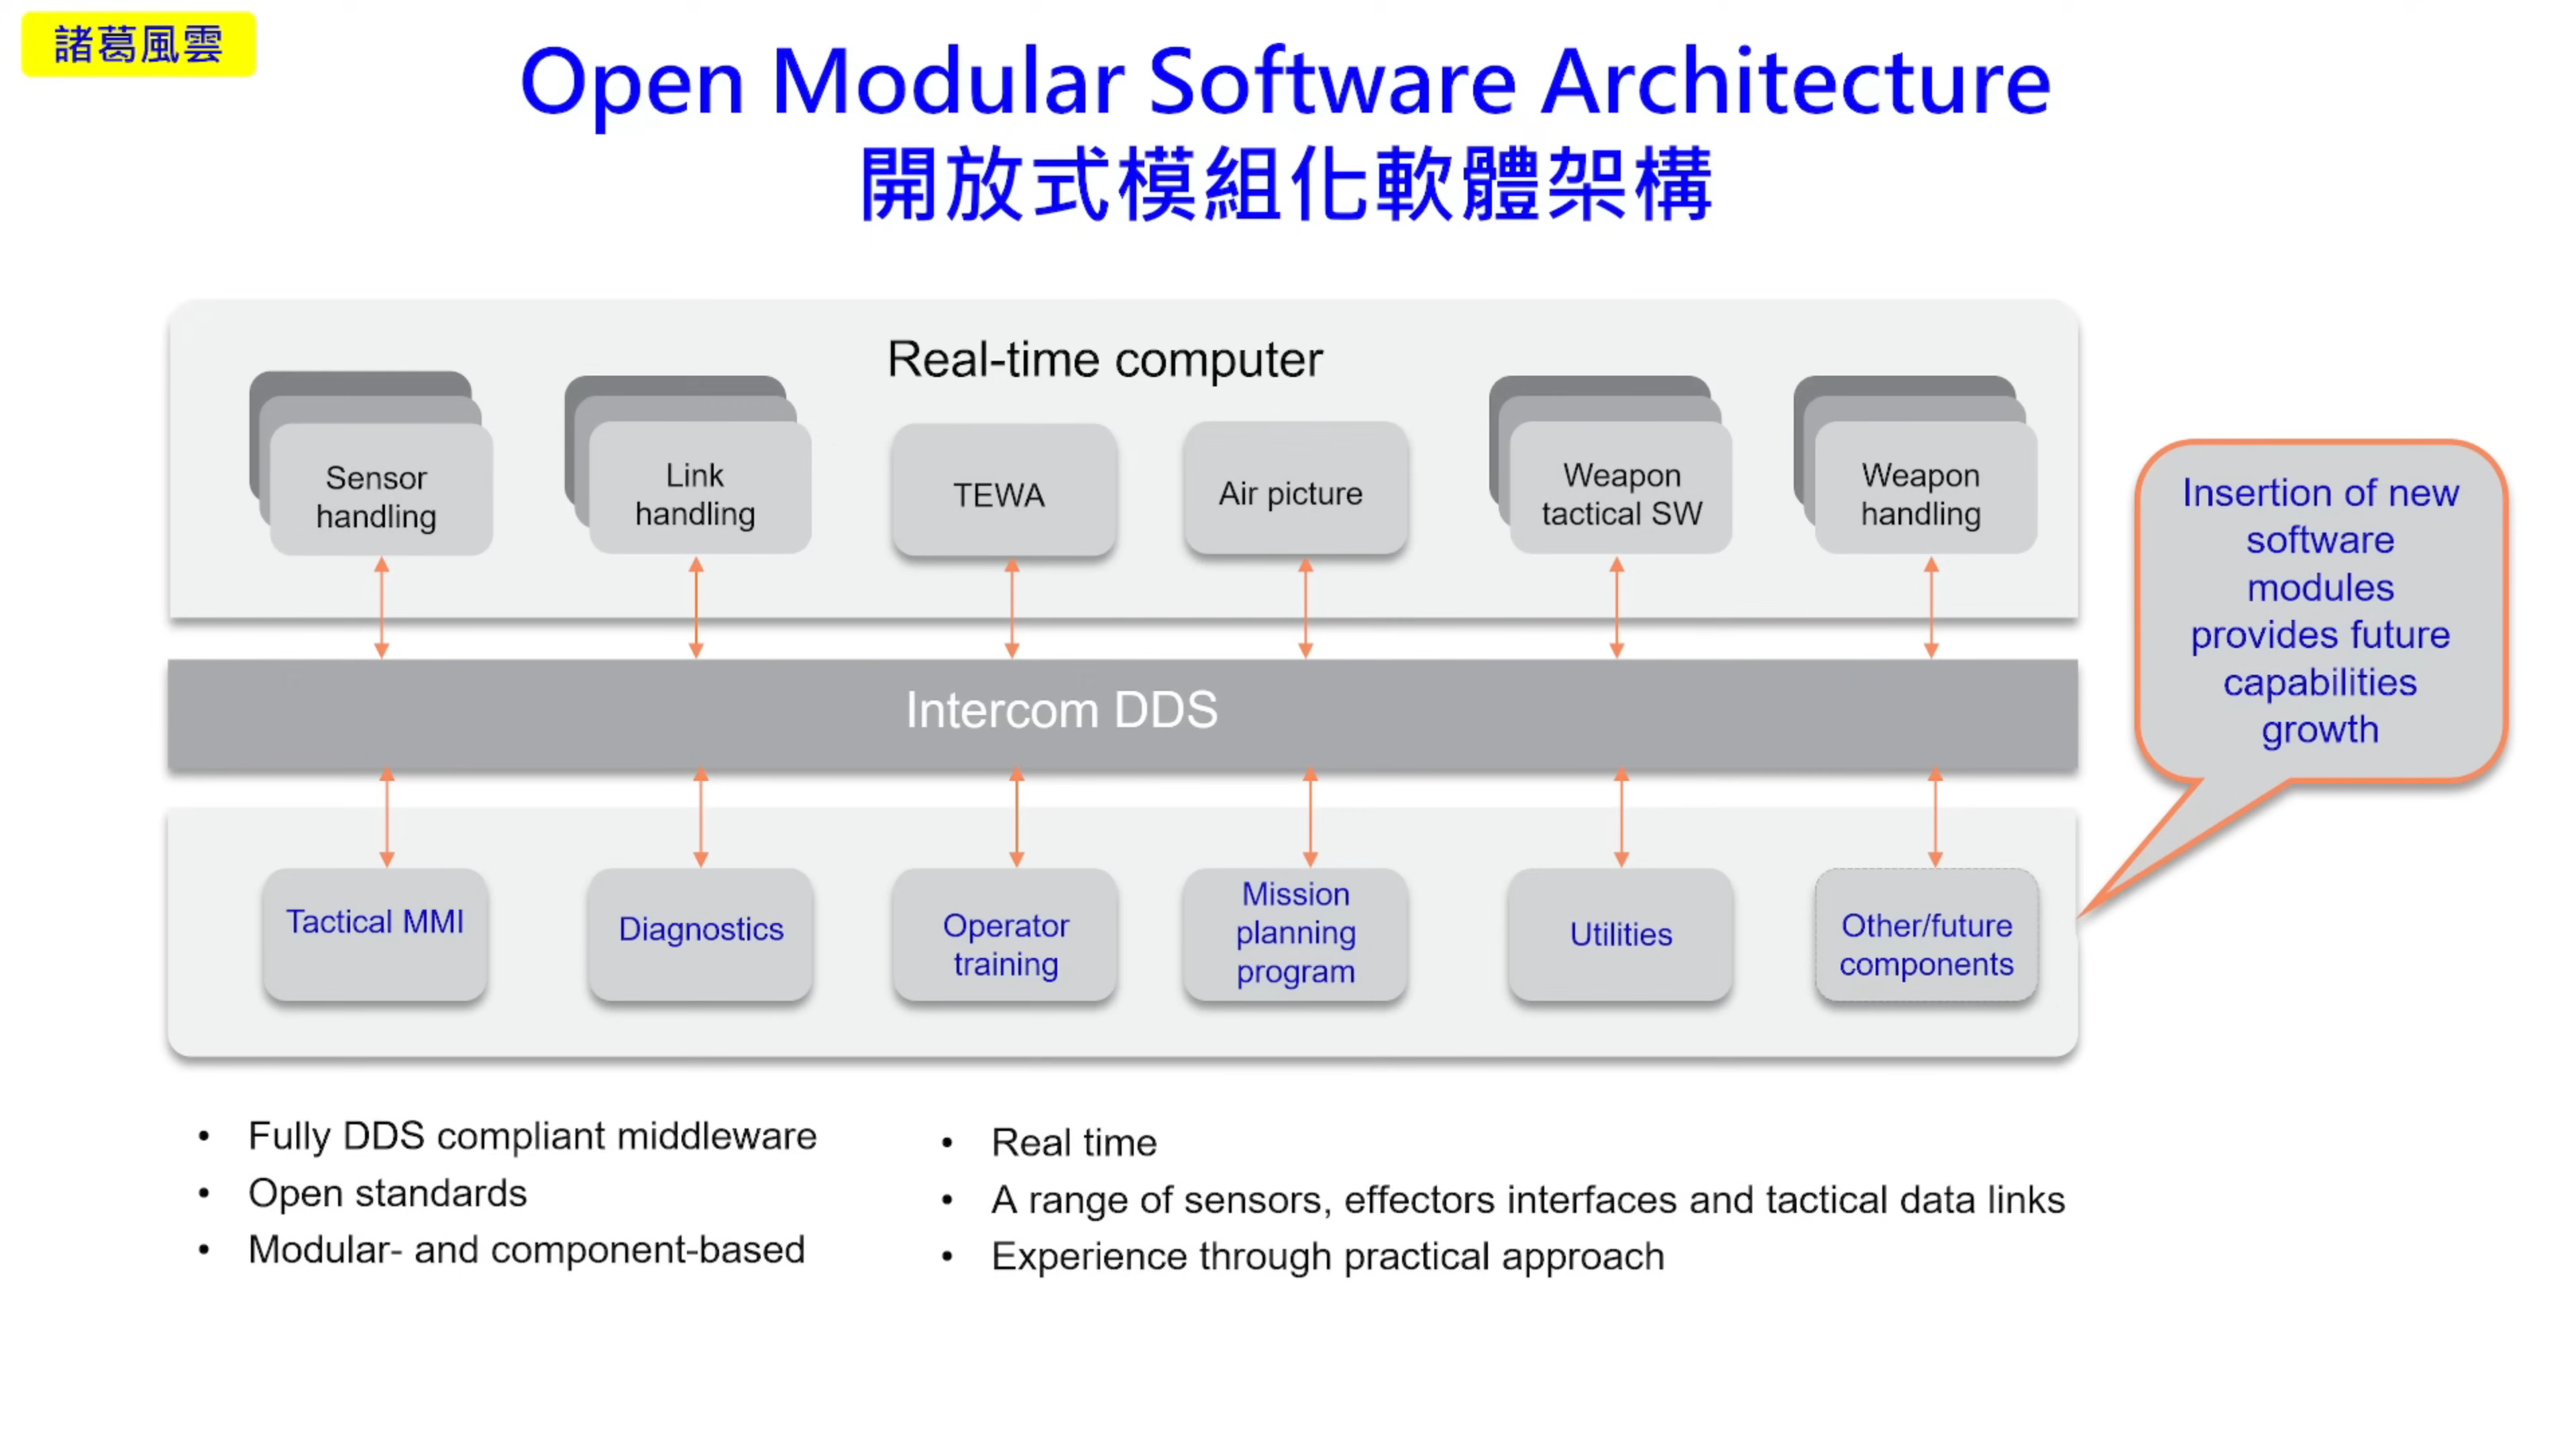 諸葛風雲
Open Modular Software Architecture
開放式模組化軟體架構
Real-time computer
Sensor
handling
Link
handling
TEWA
Air picture
Weapon
tactical SW
Weapon
handling
Intercom DDS
Tactical MMI
Diagnostics
Operator
training
Mission
planning
program
Utilities
Other/future
components
Insertion of new
software
modules
provides future
capabilities
growth
• Fully DDS compliant middleware
• Open standards
• Modular- and component-based
• Real time
• A range of sensors, effectors interfaces and tactical data links
• Experience through practical approach